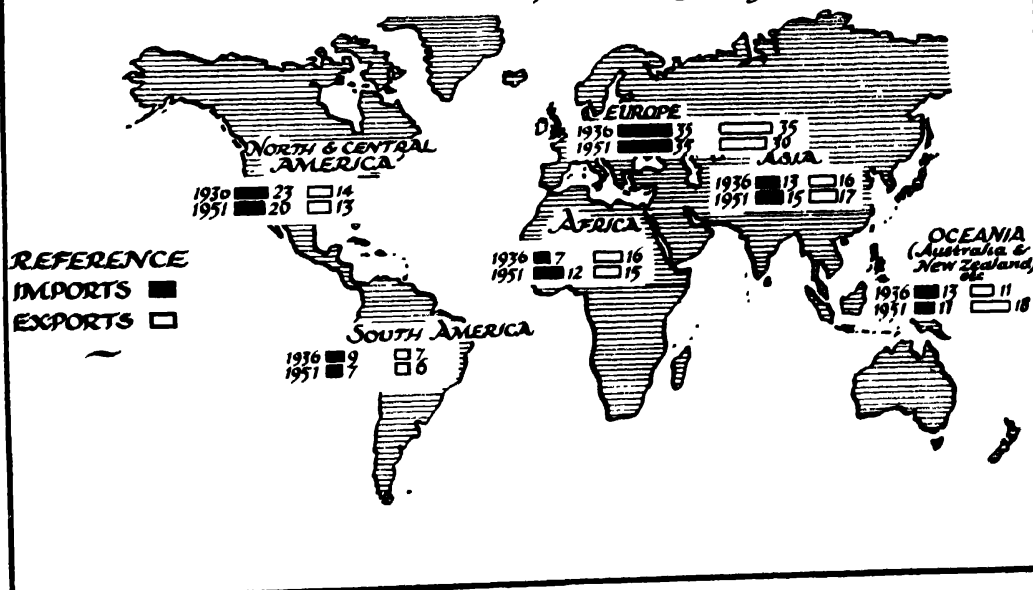 EUROPE
1936 35 35
1951 35 30
NORTH & CENTRAL
AMERICA
1936 23 14
1951 20 13
ASIA
1936 13 16
1951 15 17
AFRICA
1936 7 16
1951 12 15
OCEANIA
(Australia &
New Zealand)
etc
1936 13 11
1951 11 18
REFERENCE
IMPORTS
EXPORTS
SOUTH AMERICA
1936 9 7
1951 7 6